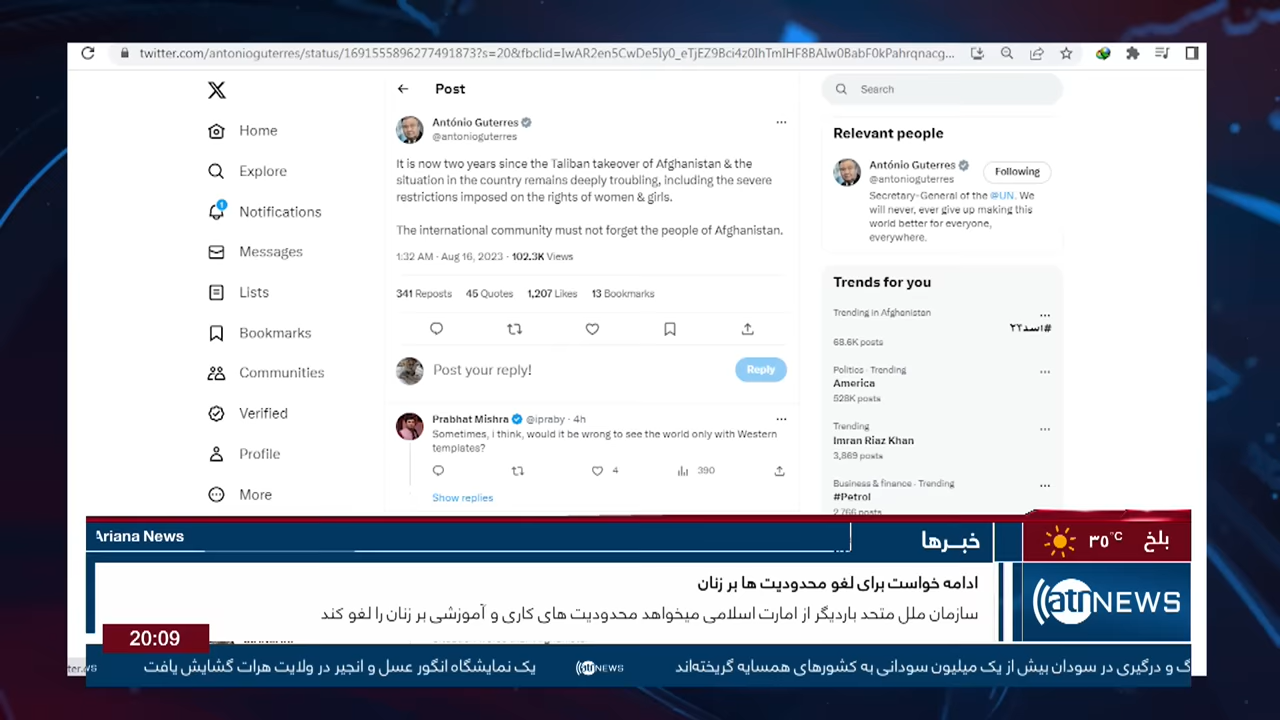 twitter.com/antonioguterres/status/1691555896277491873?s=20&fbclid=IwAR2en5CwDe5Iy0_eTjEZ9Bci4z0IhTmIHF8BAIw0BabF0kPahrqnacg...
Post
Search
Home
Explore
1
Notifications
Messages
Lists
Bookmarks
Communities
Verified
Profile
More
António Guterres
@antonioguterres
It is now two years since the Taliban takeover of Afghanistan & the
situation in the country remains deeply troubling, including the severe
restrictions imposed on the rights of women & girls.
The international community must not forget the people of Afghanistan.
1:32 AM · Aug 16, 2023 · 102.3K Views
341 Reposts 45 Quotes 1,207 Likes 13 Bookmarks
Post your reply!
Reply
Prabhat Mishra @ipraby · 4h
Sometimes, i think, would it be wrong to see the world only with Western
templates?
4 390
Show replies
Relevant people
António Guterres
@antonioguterres
Following
Secretary-General of the @UN. We
will never, ever give up making this
world better for everyone,
everywhere.
Trends for you
Trending in Afghanistan
#اسد۲۴
68.6K posts
Politics · Trending
America
528K posts
Trending
Imran Riaz Khan
3,869 posts
Business & finance · Trending
#Petrol
2,766 posts
Ariana News
خبرها
بلخ ۳۵°C
ادامه خواست برای لغو محدودیت ها بر زنان
سازمان ملل متحد باردیگر از امارت اسلامی میخواهد محدودیت های کاری و آموزشی بر زنان را لغو کند
atn NEWS
20:09
گ و درگیری در سودان بیش از یک میلیون سودانی به کشورهای همسایه گریخته‌اند
atn NEWS
یک نمایشگاه انگور عسل و انجیر در ولایت هرات گشایش یافت